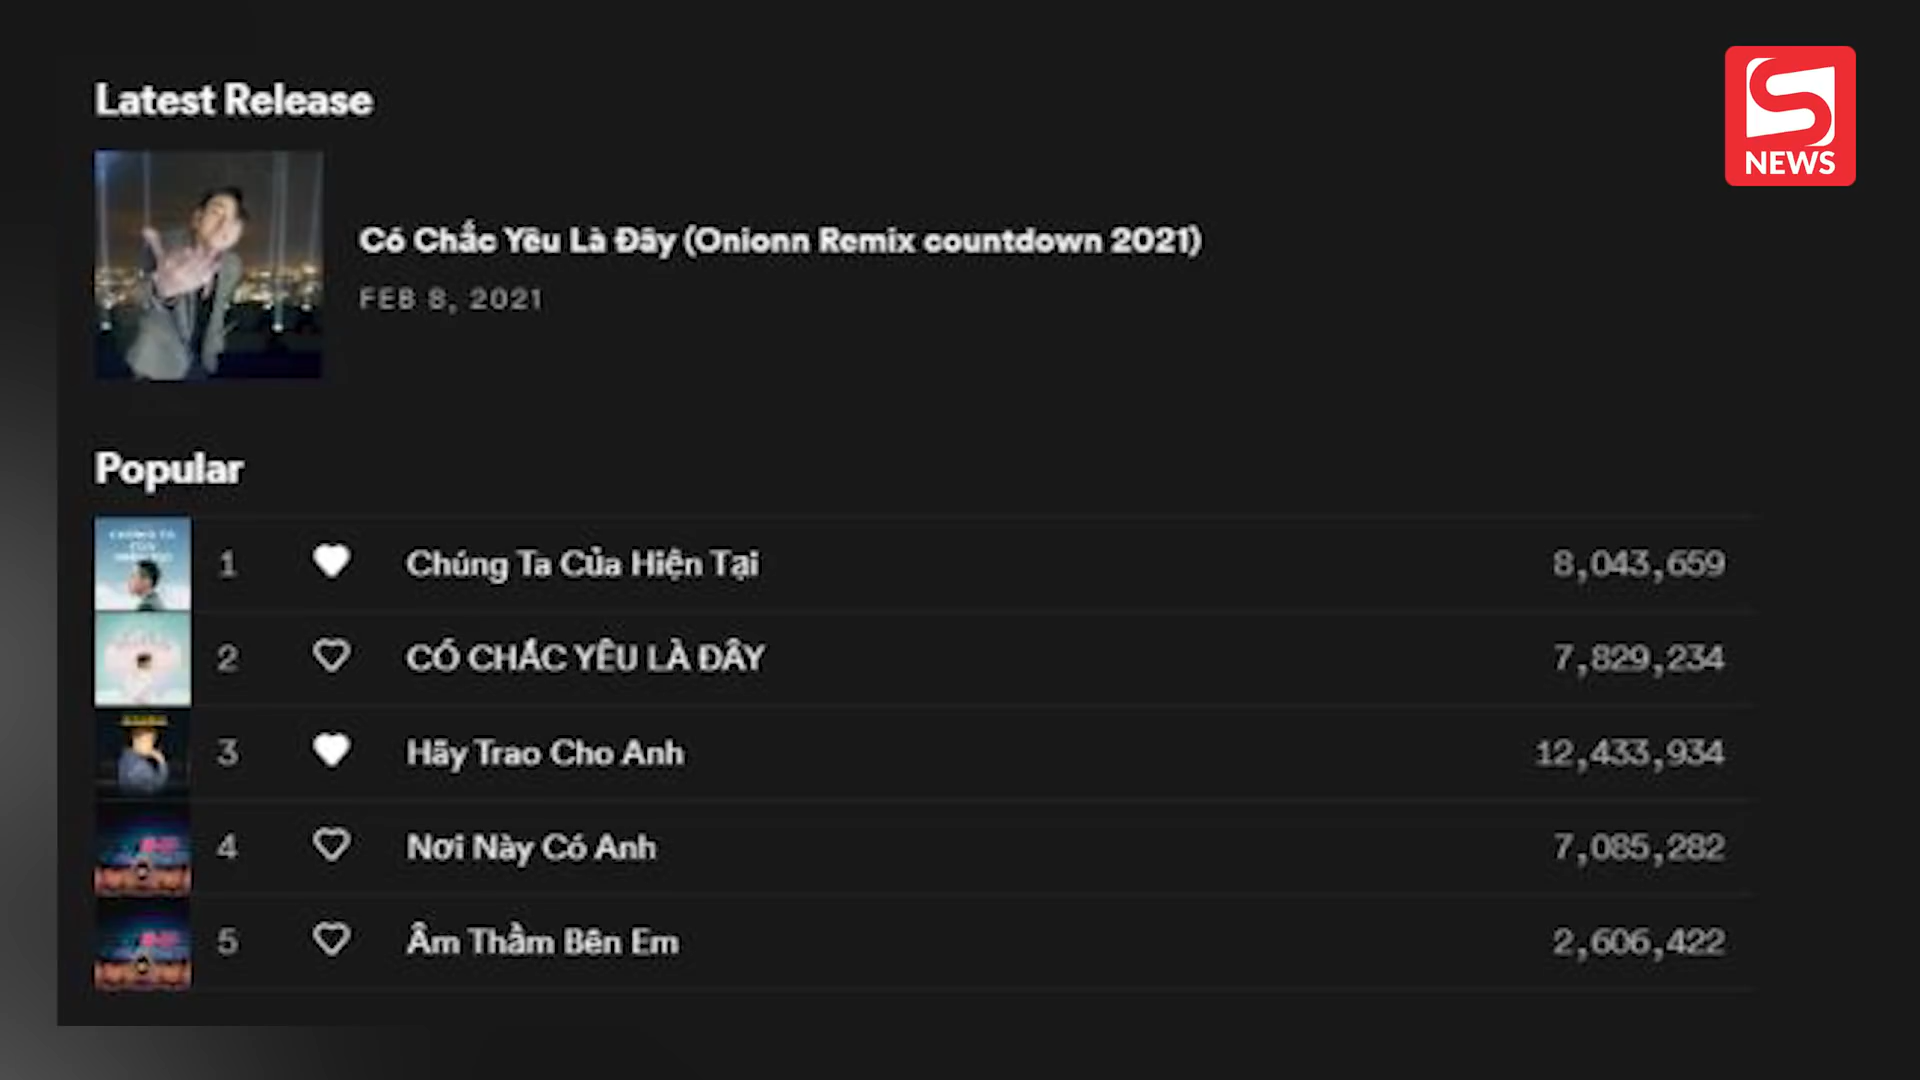 Latest Release
NEWS
Có Chắc Yêu Là Đây (Onionn Remix countdown 2021)
FEB 8, 2021
Popular
1 Chúng Ta Của Hiện Tại 8,043,659
2 CÓ CHẮC YÊU LÀ ĐÂY 7,829,234
3 Hãy Trao Cho Anh 12,433,934
4 Nơi Này Có Anh 7,085,282
5 Âm Thầm Bên Em 2,606,422